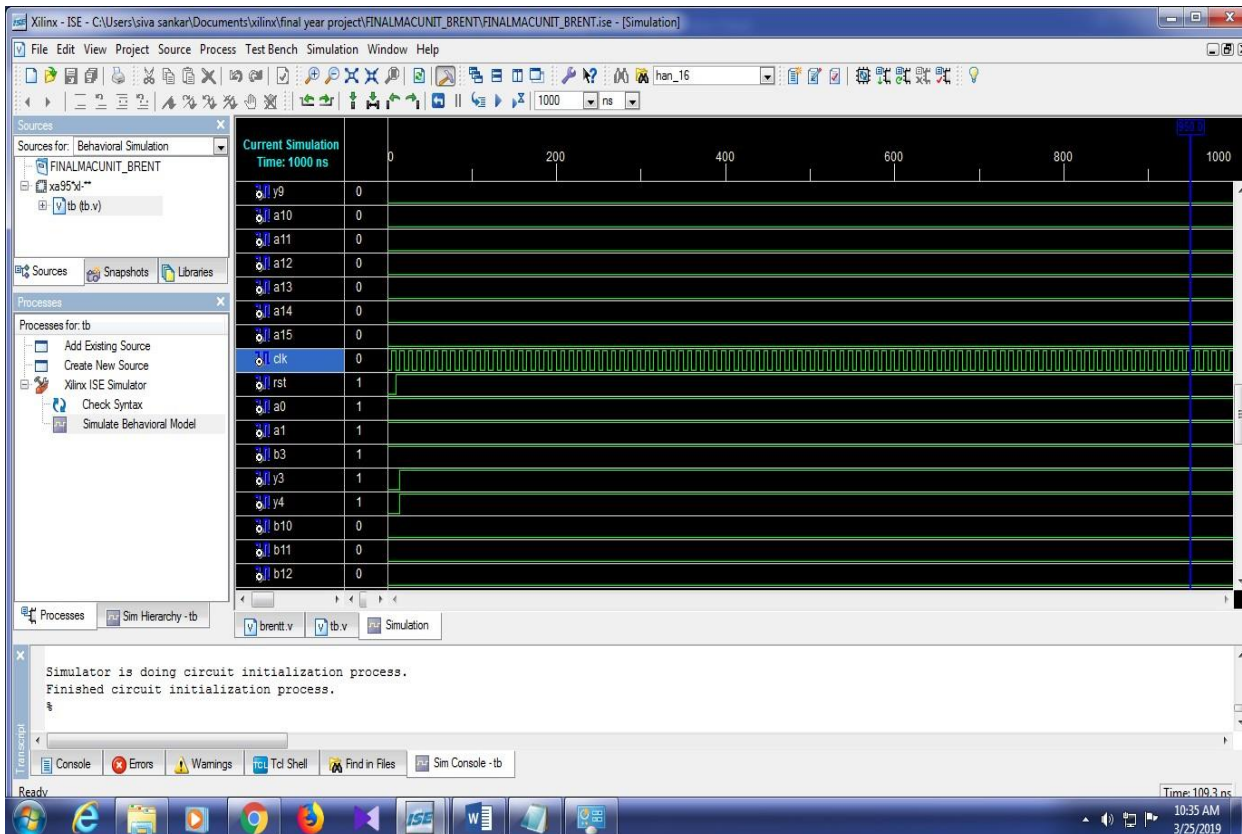 Xilinx - ISE - C:\Users\siva sankar\Documents\xilinx\final year project\FINALMACUNIT_BRENT\FINALMACUNIT_BRENT.ise - [Simulation]
File Edit View Project Source Process Test Bench Simulation Window Help
han_16
1000 ns
Sources
Sources for: Behavioral Simulation
FINALMACUNIT_BRENT
xa95*xl-**
tb (tb.v)
Sources Snapshots Libraries
Processes
Processes for: tb
Add Existing Source
Create New Source
Xilinx ISE Simulator
Check Syntax
Simulate Behavioral Model
Processes Sim Hierarchy - tb
Current Simulation
Time: 1000 ns
0 200 400 600 800 1000
y9 0
a10 0
a11 0
a12 0
a13 0
a14 0
a15 0
clk 0
rst 1
a0 1
a1 1
b3 1
y3 1
y4 1
b10 0
b11 0
b12 0
brentt.v tb.v Simulation
Simulator is doing circuit initialization process.
Finished circuit initialization process.
%
Transcript
Console Errors Warnings TCL Tcl Shell Find in Files Sim Console - tb
Ready
Time: 109.3 ns
ISE
W
10:35 AM
3/25/2019